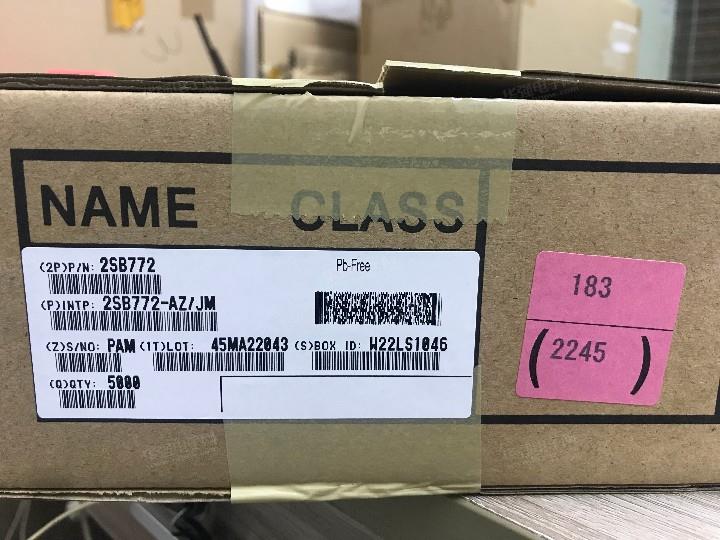 NAME CLASS
(2P)P/N: 2SB772
Pb-Free
(P)INTP: 2SB772-AZ/JM
(Z)S/NO: PAM (1T)LOT: 45MA22043 (S)BOX ID: W22LS1046
(Q)QTY: 5000
183
(2245)